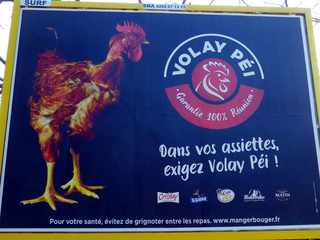 SURF
VOLAY PÉI
Garantie 100% Réunion
Dans vos assiettes,
exigez Volay Péi !
Pour votre santé, évitez de grignoter entre les repas. www.mangerbouger.fr